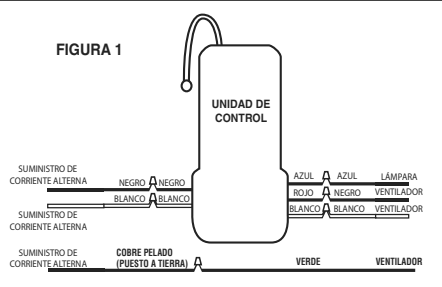 FIGURA 1
UNIDAD DE
CONTROL
SUMINISTRO DE
CORRIENTE ALTERNA
NEGRO NEGRO
BLANCO BLANCO
SUMINISTRO DE
CORRIENTE ALTERNA
AZUL AZUL LÁMPARA
ROJO NEGRO VENTILADOR
BLANCO BLANCO VENTILADOR
SUMINISTRO DE
CORRIENTE ALTERNA
COBRE PELADO
(PUESTO A TIERRA)
VERDE
VENTILADOR